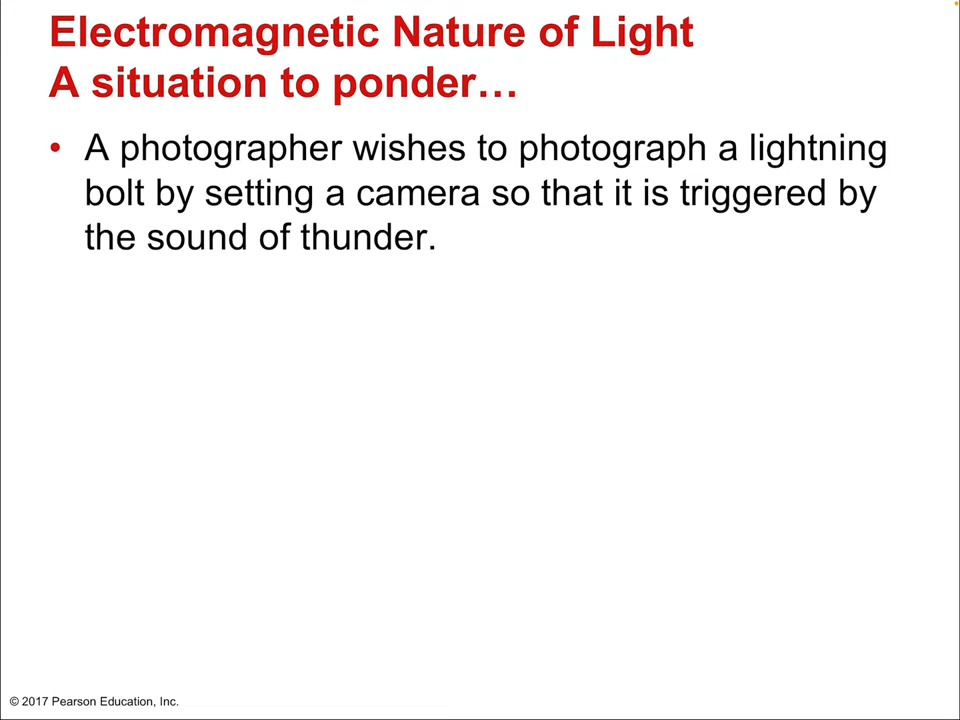 Electromagnetic Nature of Light
A situation to ponder…
• A photographer wishes to photograph a lightning
bolt by setting a camera so that it is triggered by
the sound of thunder.
© 2017 Pearson Education, Inc.